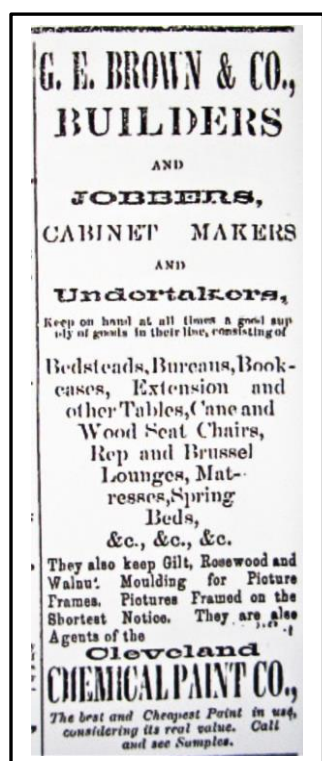 G. E. BROWN & CO.,
BUILDERS
AND
JOBBERS,
CABINET MAKERS
AND
Undertakers,
Keep on hand at all times a good sup
ply of goods in their line, consisting of
Bedsteads, Bureaus, Book-
cases, Extension and
other Tables, Cane and
Wood Seat Chairs,
Rep and Brussel
Lounges, Mat-
resses, Spring
Beds,
&c., &c., &c.
They also keep Gilt, Rosewood and
Walnut Moulding for Picture
Frames. Pictures Framed on the
Shortest Notice. They are also
Agents of the
Cleveland
CHEMICAL PAINT CO.,
The best and Cheapest Paint in use,
considering its real value. Call
and see Samples.